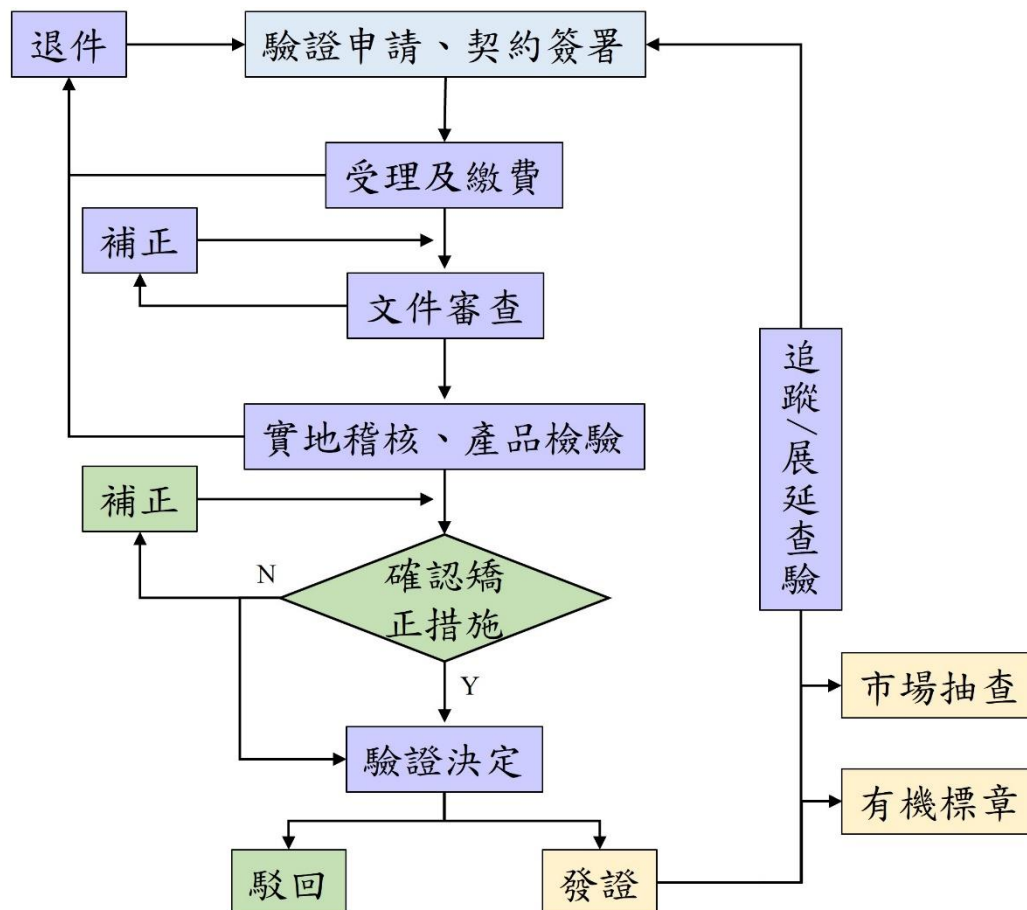 退件
驗證申請、契約簽署
受理及繳費
補正
文件審查
實地稽核、產品檢驗
補正
N
確認矯
正措施
Y
驗證決定
駁回
發證
追蹤/展延查驗
市場抽查
有機標章